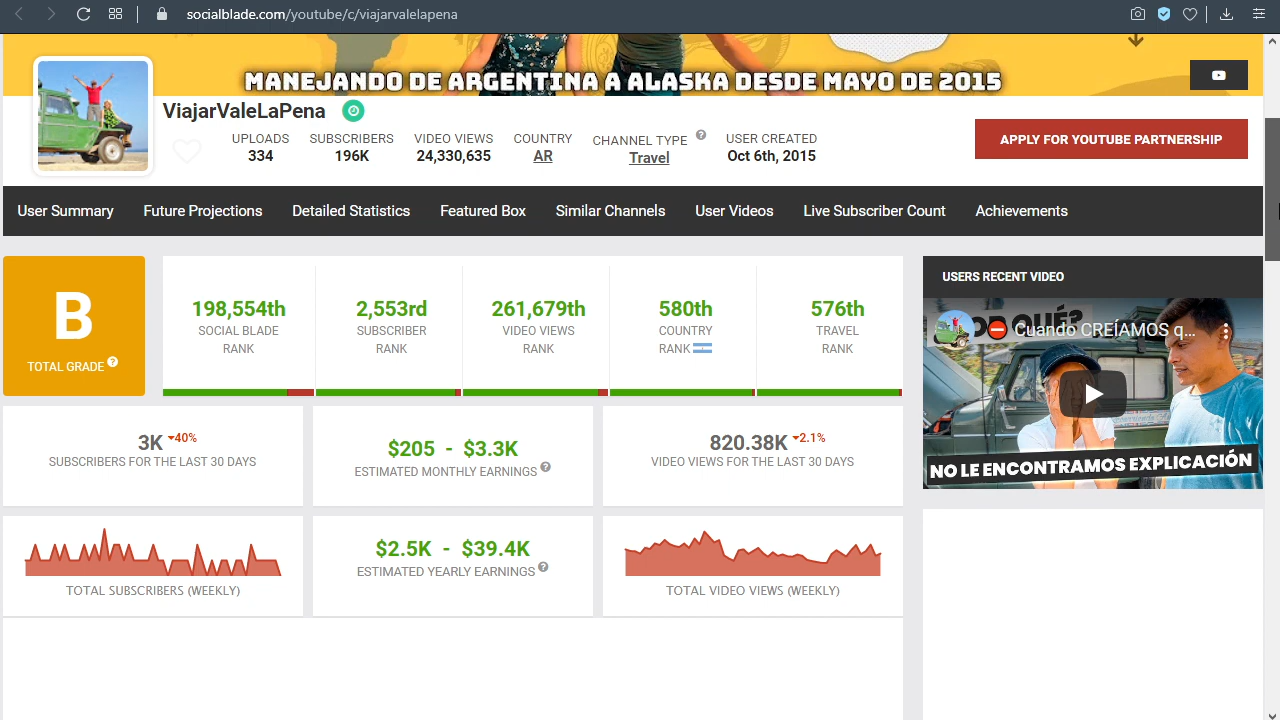 socialblade.com/youtube/c/viajarvalelapena
MANEJANDO DE ARGENTINA A ALASKA DESDE MAYO DE 2015
ViajarValeLaPena
UPLOADS
334
SUBSCRIBERS
196K
VIDEO VIEWS
24,330,635
COUNTRY
AR
CHANNEL TYPE
Travel
USER CREATED
Oct 6th, 2015
APPLY FOR YOUTUBE PARTNERSHIP
User Summary
Future Projections
Detailed Statistics
Featured Box
Similar Channels
User Videos
Live Subscriber Count
Achievements
B
TOTAL GRADE
198,554th
SOCIAL BLADE
RANK
2,553rd
SUBSCRIBER
RANK
261,679th
VIDEO VIEWS
RANK
580th
COUNTRY
RANK
576th
TRAVEL
RANK
USERS RECENT VIDEO
Cuando CREÍAMOS q...
QUÉ?
NO LE ENCONTRAMOS EXPLICACIÓN
3K 40%
SUBSCRIBERS FOR THE LAST 30 DAYS
$205 - $3.3K
ESTIMATED MONTHLY EARNINGS
820.38K 2.1%
VIDEO VIEWS FOR THE LAST 30 DAYS
TOTAL SUBSCRIBERS (WEEKLY)
$2.5K - $39.4K
ESTIMATED YEARLY EARNINGS
TOTAL VIDEO VIEWS (WEEKLY)